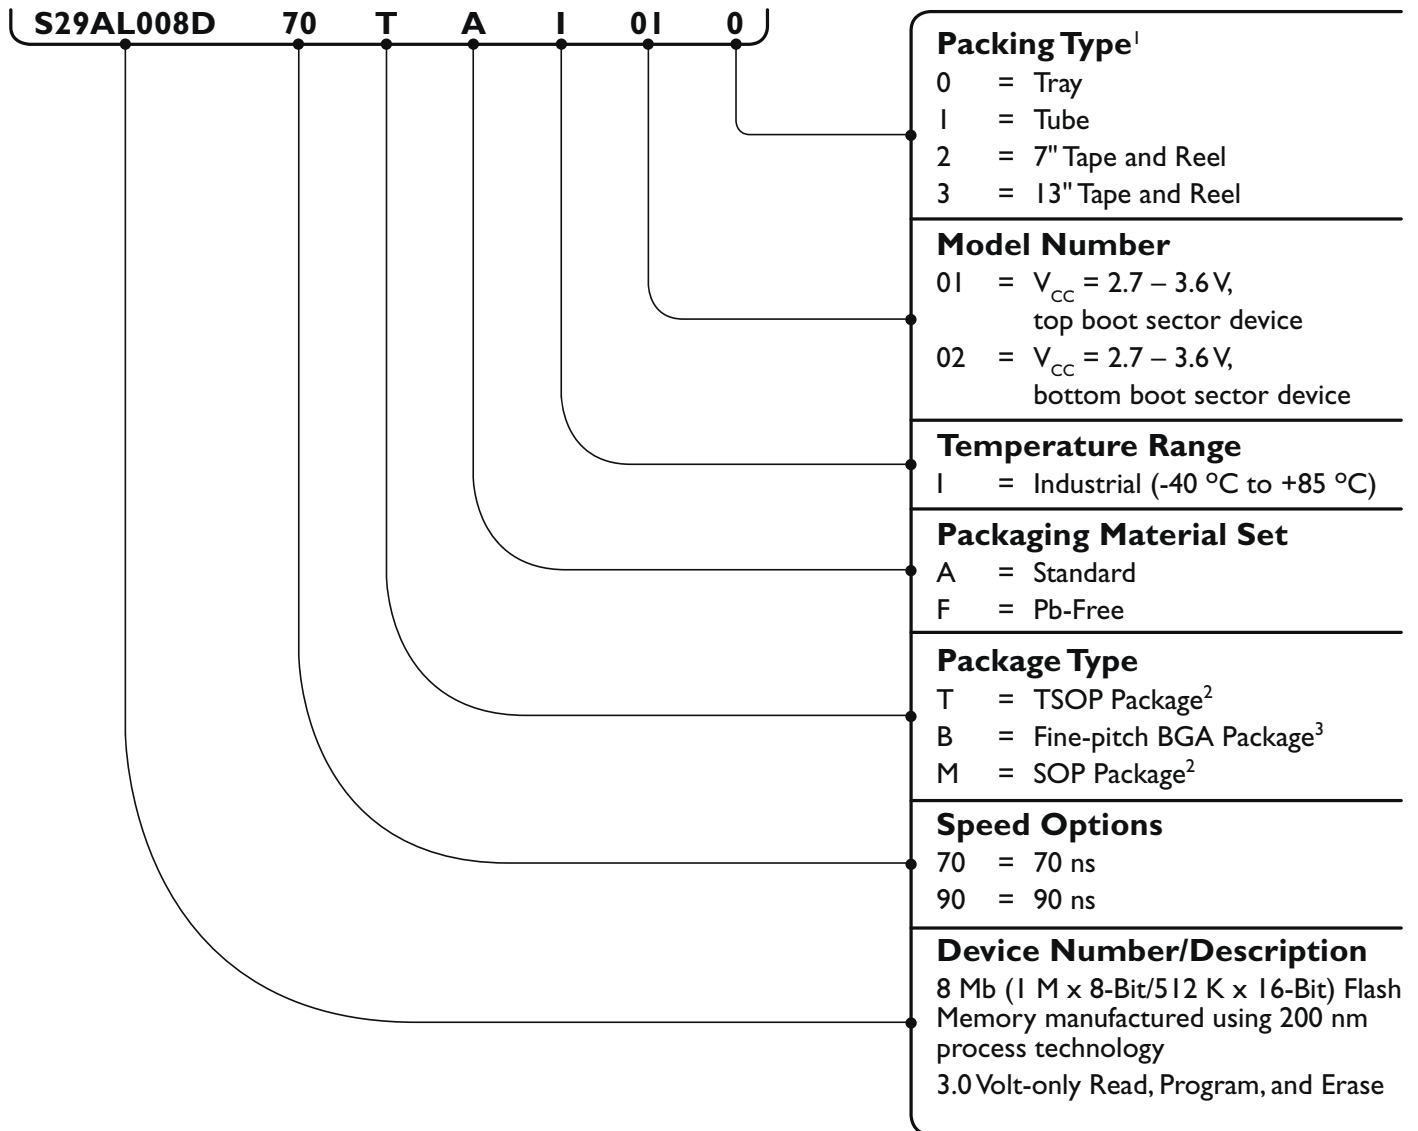 S29AL008D 70 T A I 01 0
Packing Type1
0 = Tray
1 = Tube
2 = 7" Tape and Reel
3 = 13" Tape and Reel
Model Number
01 = VCC = 2.7 – 3.6 V,
top boot sector device
02 = VCC = 2.7 – 3.6 V,
bottom boot sector device
Temperature Range
I = Industrial (-40 °C to +85 °C)
Packaging Material Set
A = Standard
F = Pb-Free
Package Type
T = TSOP Package2
B = Fine-pitch BGA Package3
M = SOP Package2
Speed Options
70 = 70 ns
90 = 90 ns
Device Number/Description
8 Mb (1 M x 8-Bit/512 K x 16-Bit) Flash
Memory manufactured using 200 nm
process technology
3.0 Volt-only Read, Program, and Erase